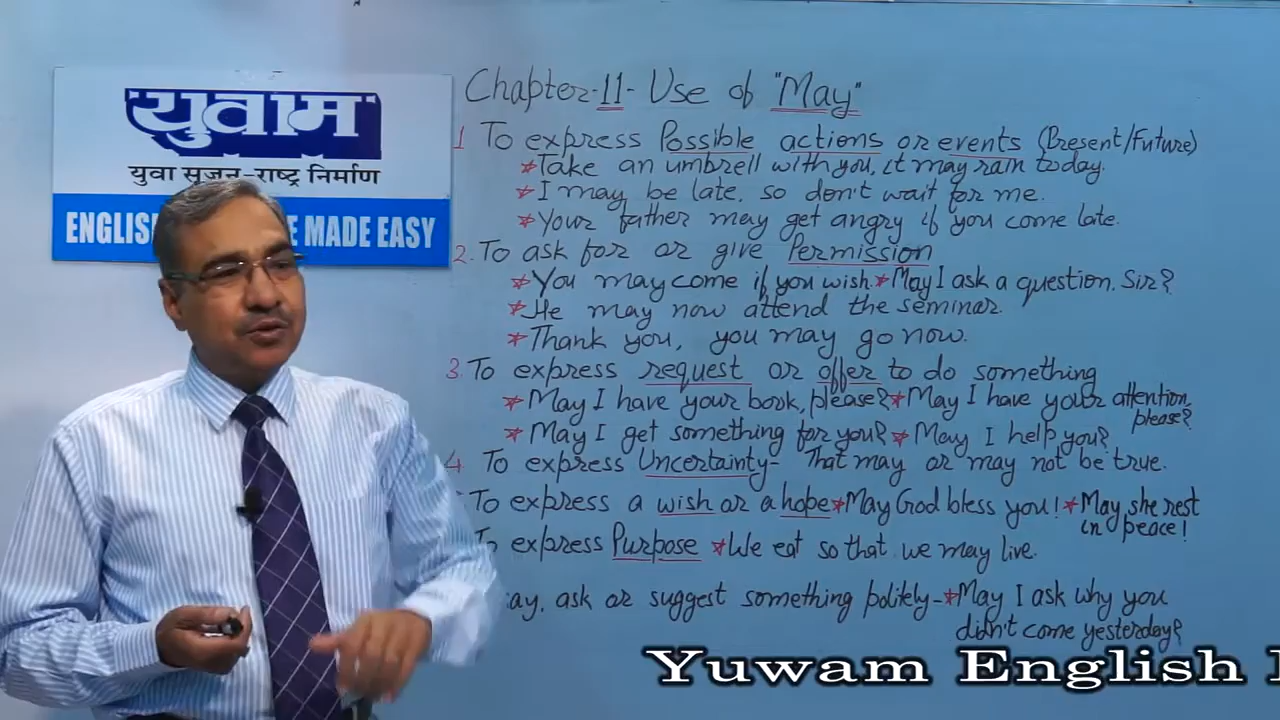 युवाम
युवा सृजन-राष्ट्र निर्माण
ENGLIS E MADE EASY
Chapter-11- Use of "May"
1 To express Possible actions or events (Present/Future)
*Take an umbrell with you, it may rain today.
*I may be late, so don't wait for me.
*Your father may get angry if you come late.
2. To ask for or give Permission
*You may come if you wish.*May I ask a question, Sir?
*He may now attend the seminar.
*Thank you, you may go now.
3. To express request or offer to do something
*May I have your book, please?*May I have your attention, please?
*May I get something for you?*May I help you?
4 To express Uncertainty- That may or may not be true.
To express a wish or a hope*May God bless you!*May she rest in peace!
To express Purpose *We eat so that we may live.
ay, ask or suggest something politely-*May I ask why you didn't come yesterday?
Yuwam English